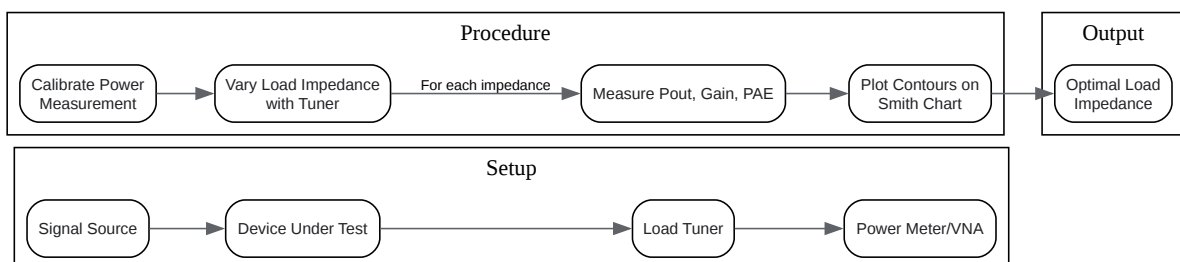 Procedure
Calibrate Power
Measurement
Vary Load Impedance
with Tuner
For each impedance
Measure Pout, Gain, PAE
Plot Contours on
Smith Chart
Output
Optimal Load
Impedance
Setup
Signal Source
Device Under Test
Load Tuner
Power Meter/VNA